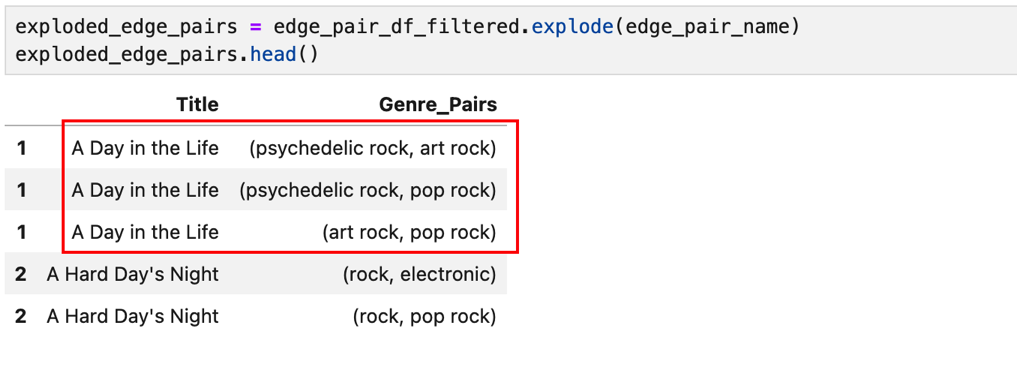 exploded_edge_pairs = edge_pair_df_filtered.explode(edge_pair_name)
exploded_edge_pairs.head()
Title Genre_Pairs
1 A Day in the Life (psychedelic rock, art rock)
1 A Day in the Life (psychedelic rock, pop rock)
1 A Day in the Life (art rock, pop rock)
2 A Hard Day's Night (rock, electronic)
2 A Hard Day's Night (rock, pop rock)